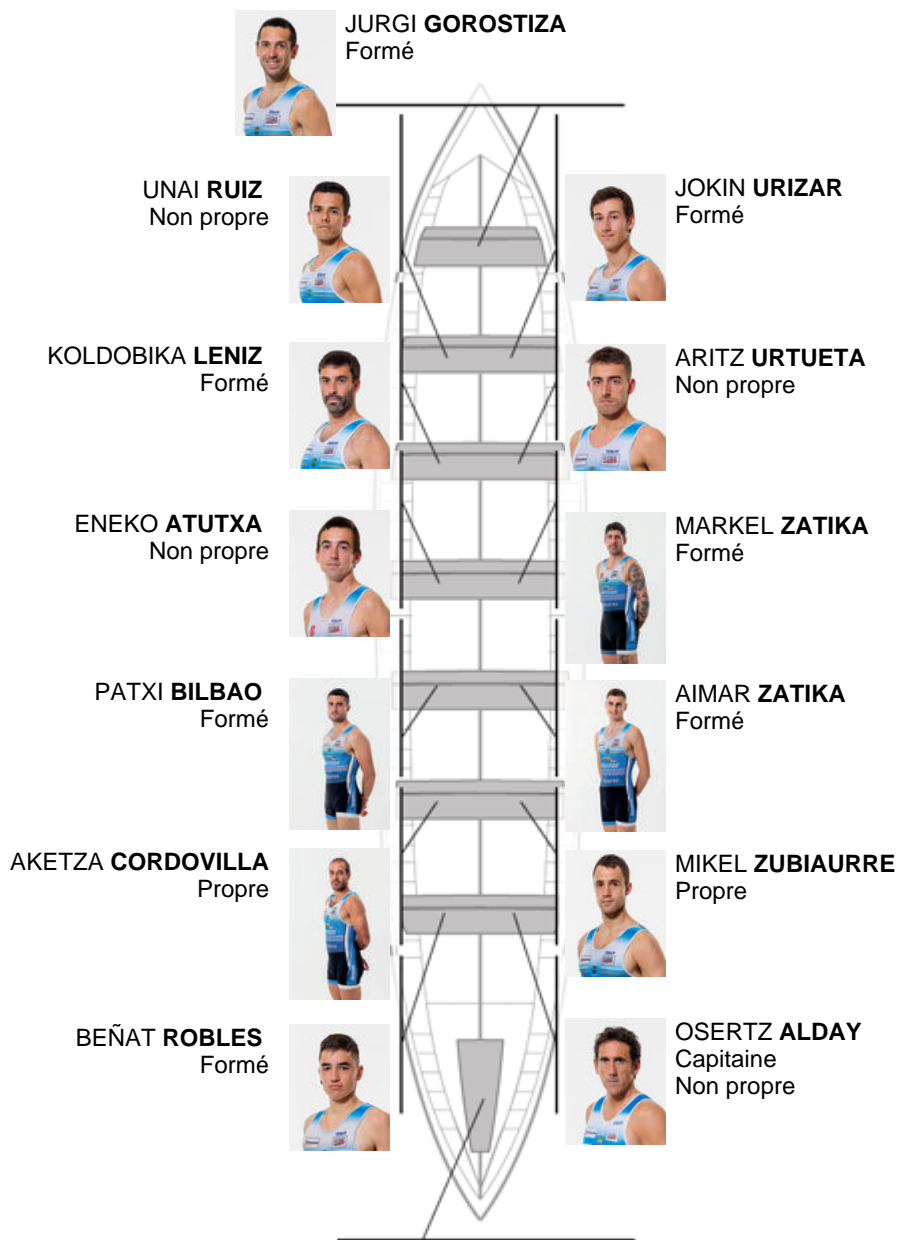 JURGI GOROSTIZA
Formé
UNAI RUIZ
Non propre
JOKIN URIZAR
Formé
KOLDOBIKA LENIZ
Formé
ARITZ URTUETA
Non propre
ENEKO ATUTXA
Non propre
MARKEL ZATIKA
Formé
PATXI BILBAO
Formé
AIMAR ZATIKA
Formé
AKETZA CORDOVILLA
Propre
MIKEL ZUBIAURRE
Propre
BEÑAT ROBLES
Formé
OSERTZ ALDAY
Capitaine
Non propre